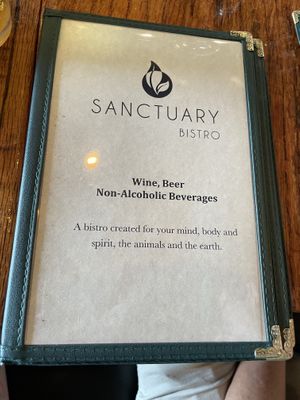 SANCTUARY
BISTRO
Wine, Beer
Non-Alcoholic Beverages
A bistro created for your mind, body and
spirit, the animals and the earth.